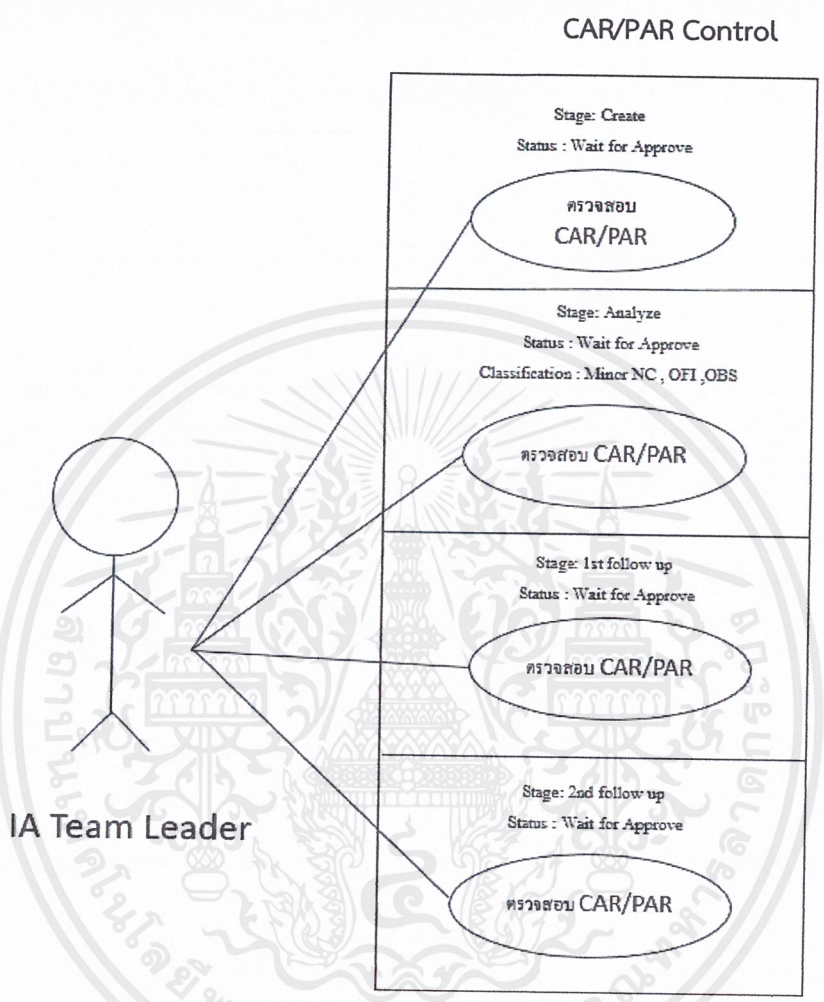 CAR/PAR Control
Stage: Create
Status : Wait for Approve
ตรวจสอบ
CAR/PAR
Stage: Analyze
Status : Wait for Approve
Classification : Minor NC , OFI ,OBS
ตรวจสอบ CAR/PAR
Stage: 1st follow up
Status : Wait for Approve
ตรวจสอบ CAR/PAR
Stage: 2nd follow up
Status : Wait for Approve
ตรวจสอบ CAR/PAR
IA Team Leader